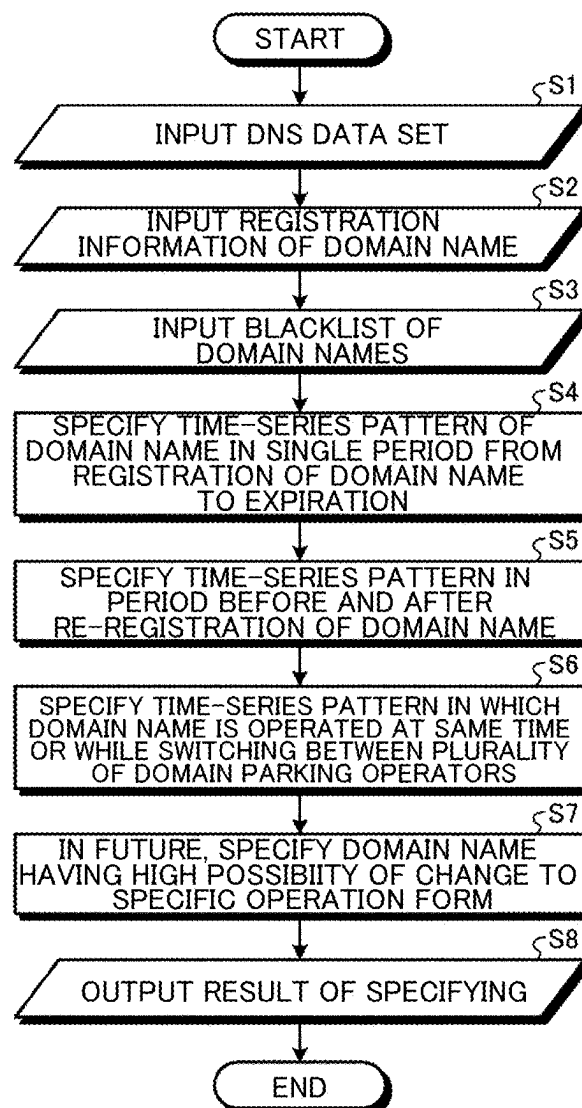 START
S1
INPUT DNS DATA SET
S2
INPUT REGISTRATION
INFORMATION OF DOMAIN NAME
S3
INPUT BLACKLIST OF
DOMAIN NAMES
S4
SPECIFY TIME-SERIES PATTERN OF
DOMAIN NAME IN SINGLE PERIOD FROM
REGISTRATION OF DOMAIN NAME
TO EXPIRATION
S5
SPECIFY TIME-SERIES PATTERN IN
PERIOD BEFORE AND AFTER
RE-REGISTRATION OF DOMAIN NAME
S6
SPECIFY TIME-SERIES PATTERN IN WHICH
DOMAIN NAME IS OPERATED AT SAME TIME
OR WHILE SWITCHING BETWEEN PLURALITY
OF DOMAIN PARKING OPERATORS
S7
IN FUTURE, SPECIFY DOMAIN NAME
HAVING HIGH POSSIBIITY OF CHANGE TO
SPECIFIC OPERATION FORM
S8
OUTPUT RESULT OF SPECIFYING
END